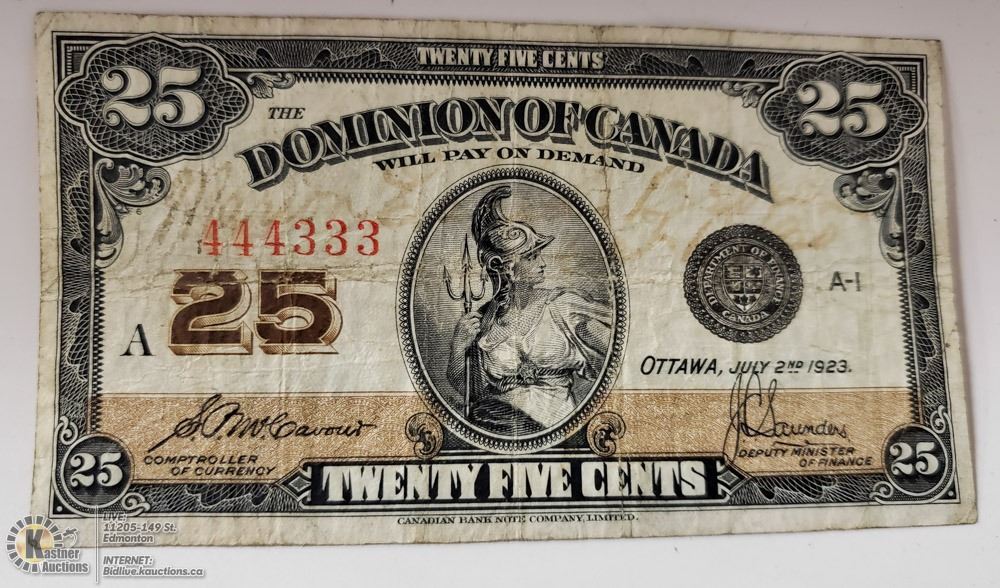 TWENTY FIVE CENTS
25
25
THE
DOMINION OF CANADA
WILL PAY ON DEMAND
444333
25
A
DEPARTMENT OF FINANCE
CANADA
A-1
OTTAWA, JULY 2ND 1923.
J.C. Saunders
COMPTROLLER
OF CURRENCY
DEPUTY MINISTER
OF FINANCE
25
25
TWENTY FIVE CENTS
CANADIAN BANK NOTE COMPANY, LIMITED.
K
Kastner
Auctions
LIVE:
11205-149 St.
Edmonton
INTERNET:
Bidlive.kauctions.ca